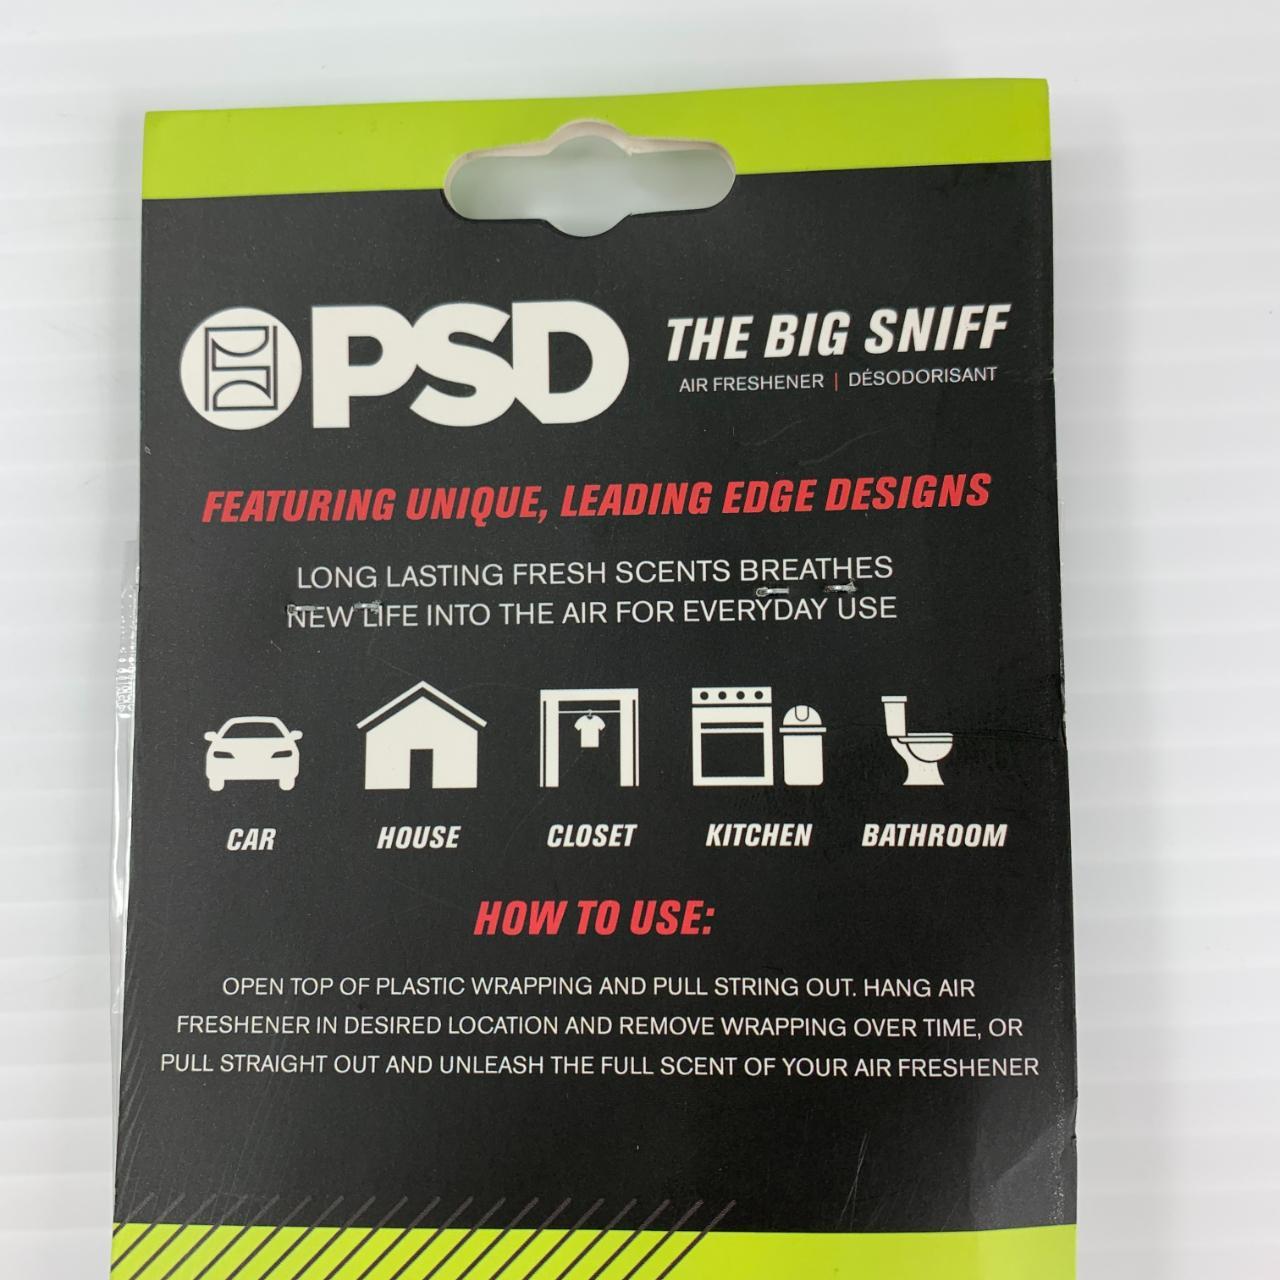 PSD
THE BIG SNIFF
AIR FRESHENER | DÉSODORISANT
FEATURING UNIQUE, LEADING EDGE DESIGNS
LONG LASTING FRESH SCENTS BREATHES
NEW LIFE INTO THE AIR FOR EVERYDAY USE
CAR HOUSE CLOSET KITCHEN BATHROOM
HOW TO USE:
OPEN TOP OF PLASTIC WRAPPING AND PULL STRING OUT. HANG AIR
FRESHENER IN DESIRED LOCATION AND REMOVE WRAPPING OVER TIME, OR
PULL STRAIGHT OUT AND UNLEASH THE FULL SCENT OF YOUR AIR FRESHENER